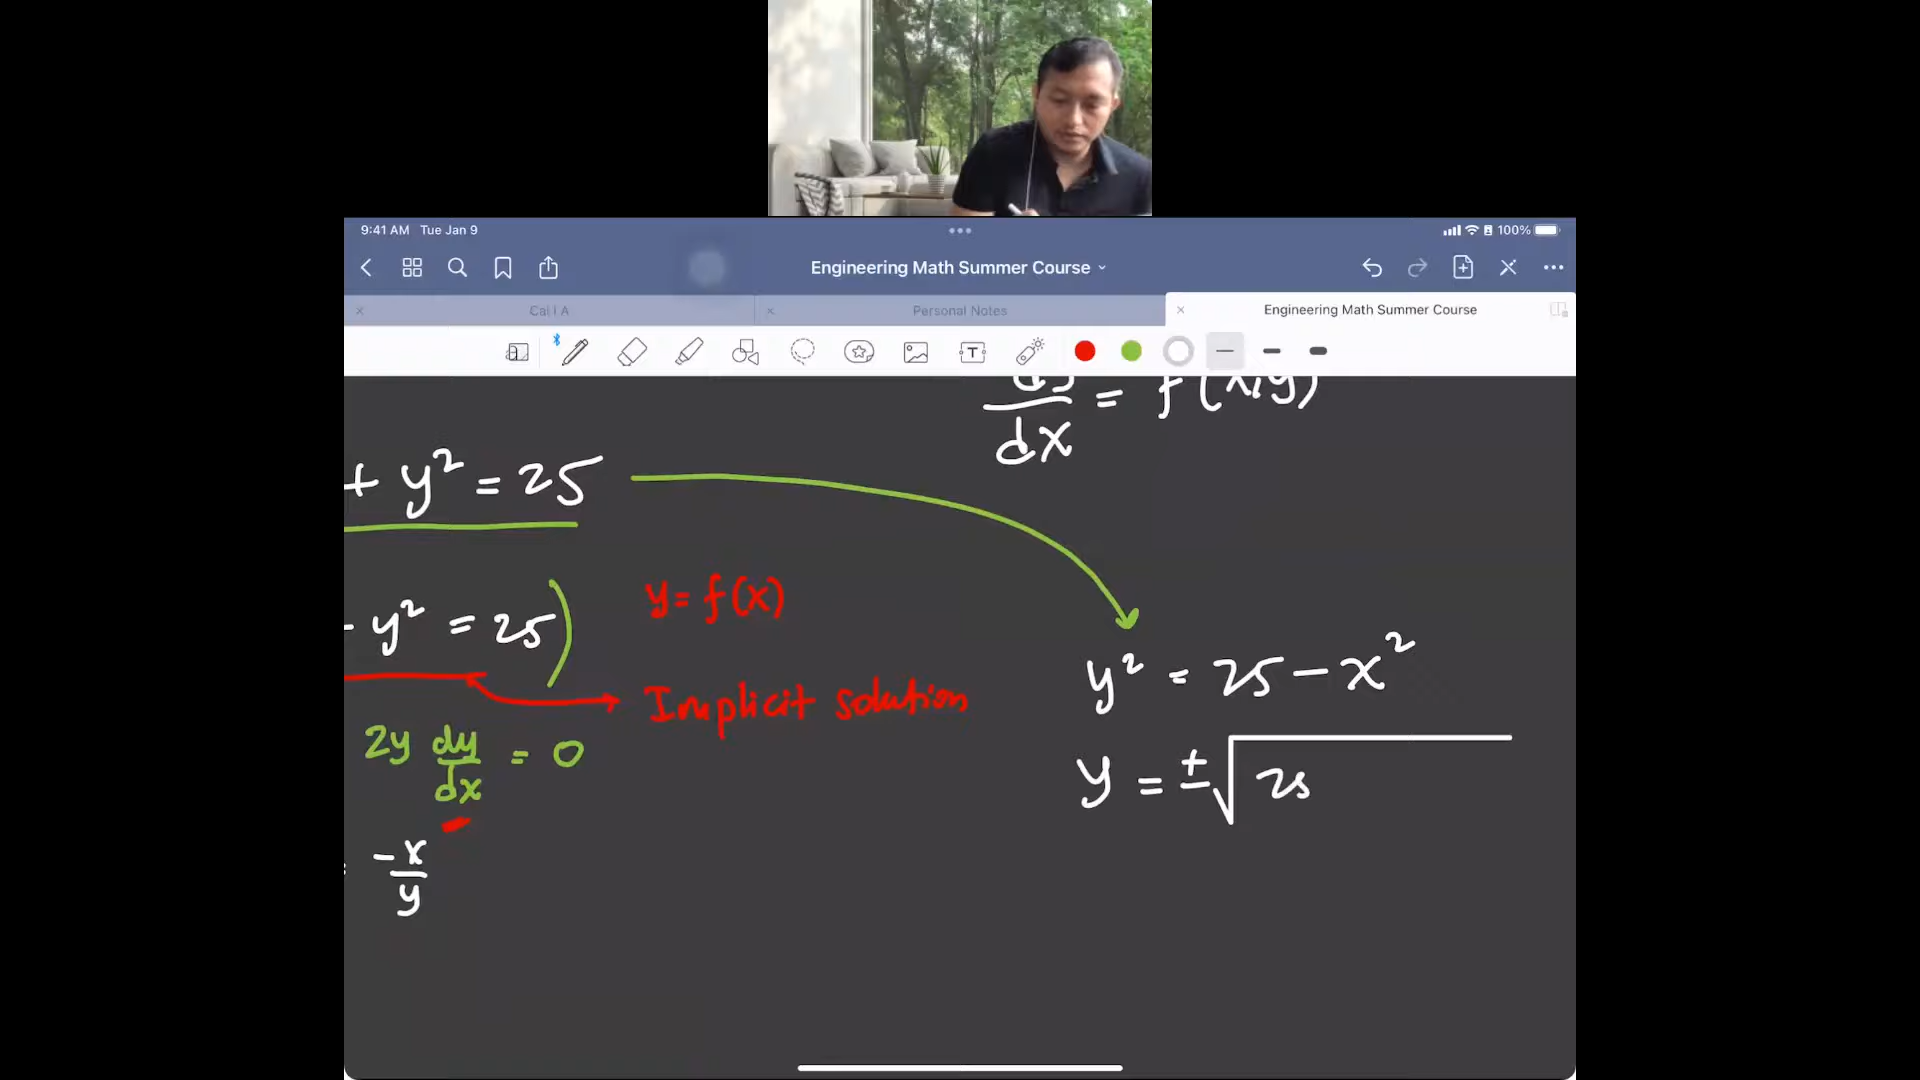 9:41 AM Tue Jan 9
100%
Engineering Math Summer Course
Cal I A
Personal Notes
Engineering Math Summer Course
dy/dx = f(x,y)
+ y² = 25
y = f(x)
- y² = 25)
Implicit solution
y² = 25 - x²
2y dy/dx = 0
y = ±√25
= -x/y